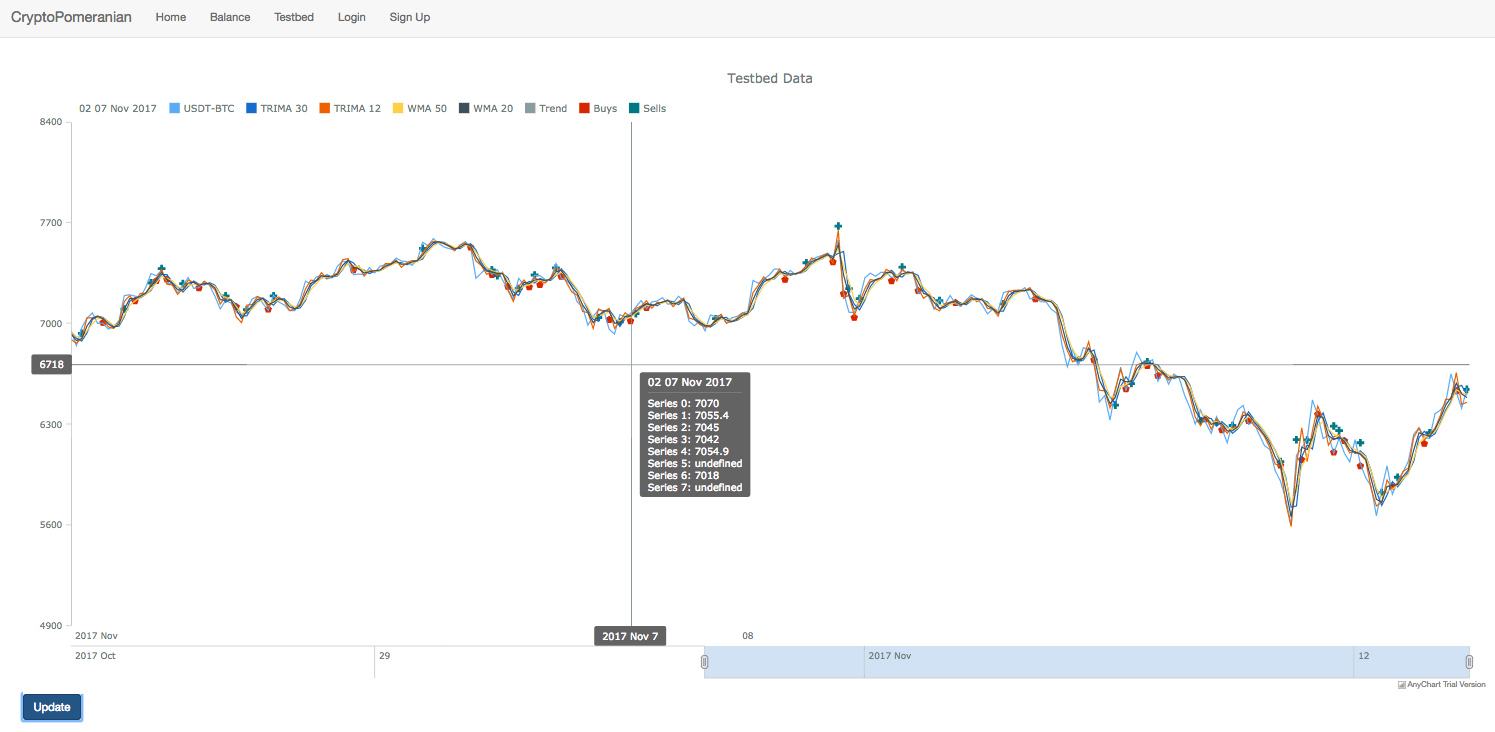 CryptoPomeranian Home Balance Testbed Login Sign Up
Testbed Data
02 07 Nov 2017 USDT-BTC TRIMA 30 TRIMA 12 WMA 50 WMA 20 Trend Buys Sells
8400
7700
7000
6718
6300
5600
4900
02 07 Nov 2017
Series 0: 7070
Series 1: 7055.4
Series 2: 7045
Series 3: 7042
Series 4: 7054.9
Series 5: undefined
Series 6: 7018
Series 7: undefined
2017 Nov 2017 Nov 7 08
2017 Oct 29 2017 Nov 12
AnyChart Trial Version
Update